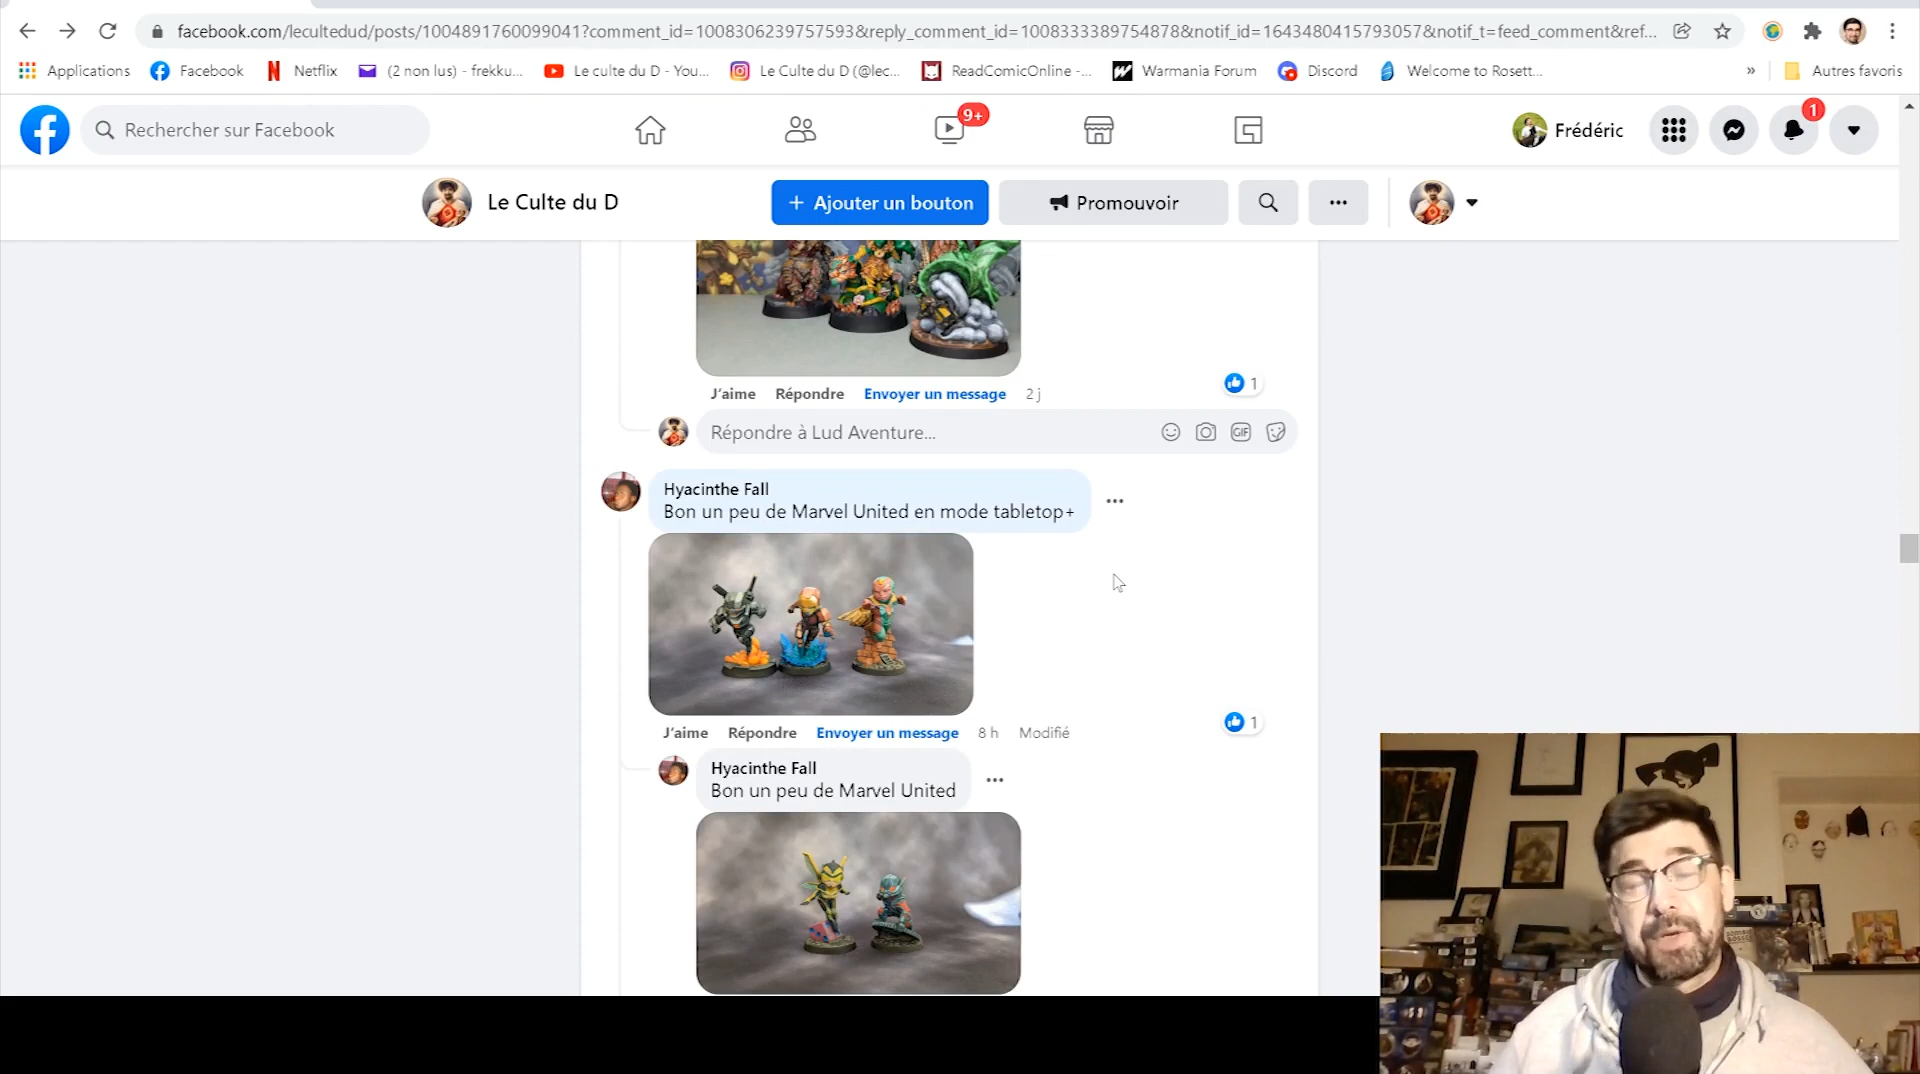 facebook.com/lecultedud/posts/1004891760099041?comment_id=1008306239757593&reply_comment_id=1008333389754878&notif_id=1643480415793057&notif_t=feed_comment&ref...
Applications Facebook Netflix (2 non lus) - frekku... Le culte du D - You... Le Culte du D (@lec... ReadComicOnline -... Warmania Forum Discord Welcome to Rosett... » Autres favoris
Rechercher sur Facebook 9+ Frédéric 1
Le Culte du D + Ajouter un bouton Promouvoir
J'aime Répondre Envoyer un message 2 j 1
Répondre à Lud Aventure... GIF
Hyacinthe Fall
Bon un peu de Marvel United en mode tabletop+
J'aime Répondre Envoyer un message 8 h Modifié 1
Hyacinthe Fall
Bon un peu de Marvel United